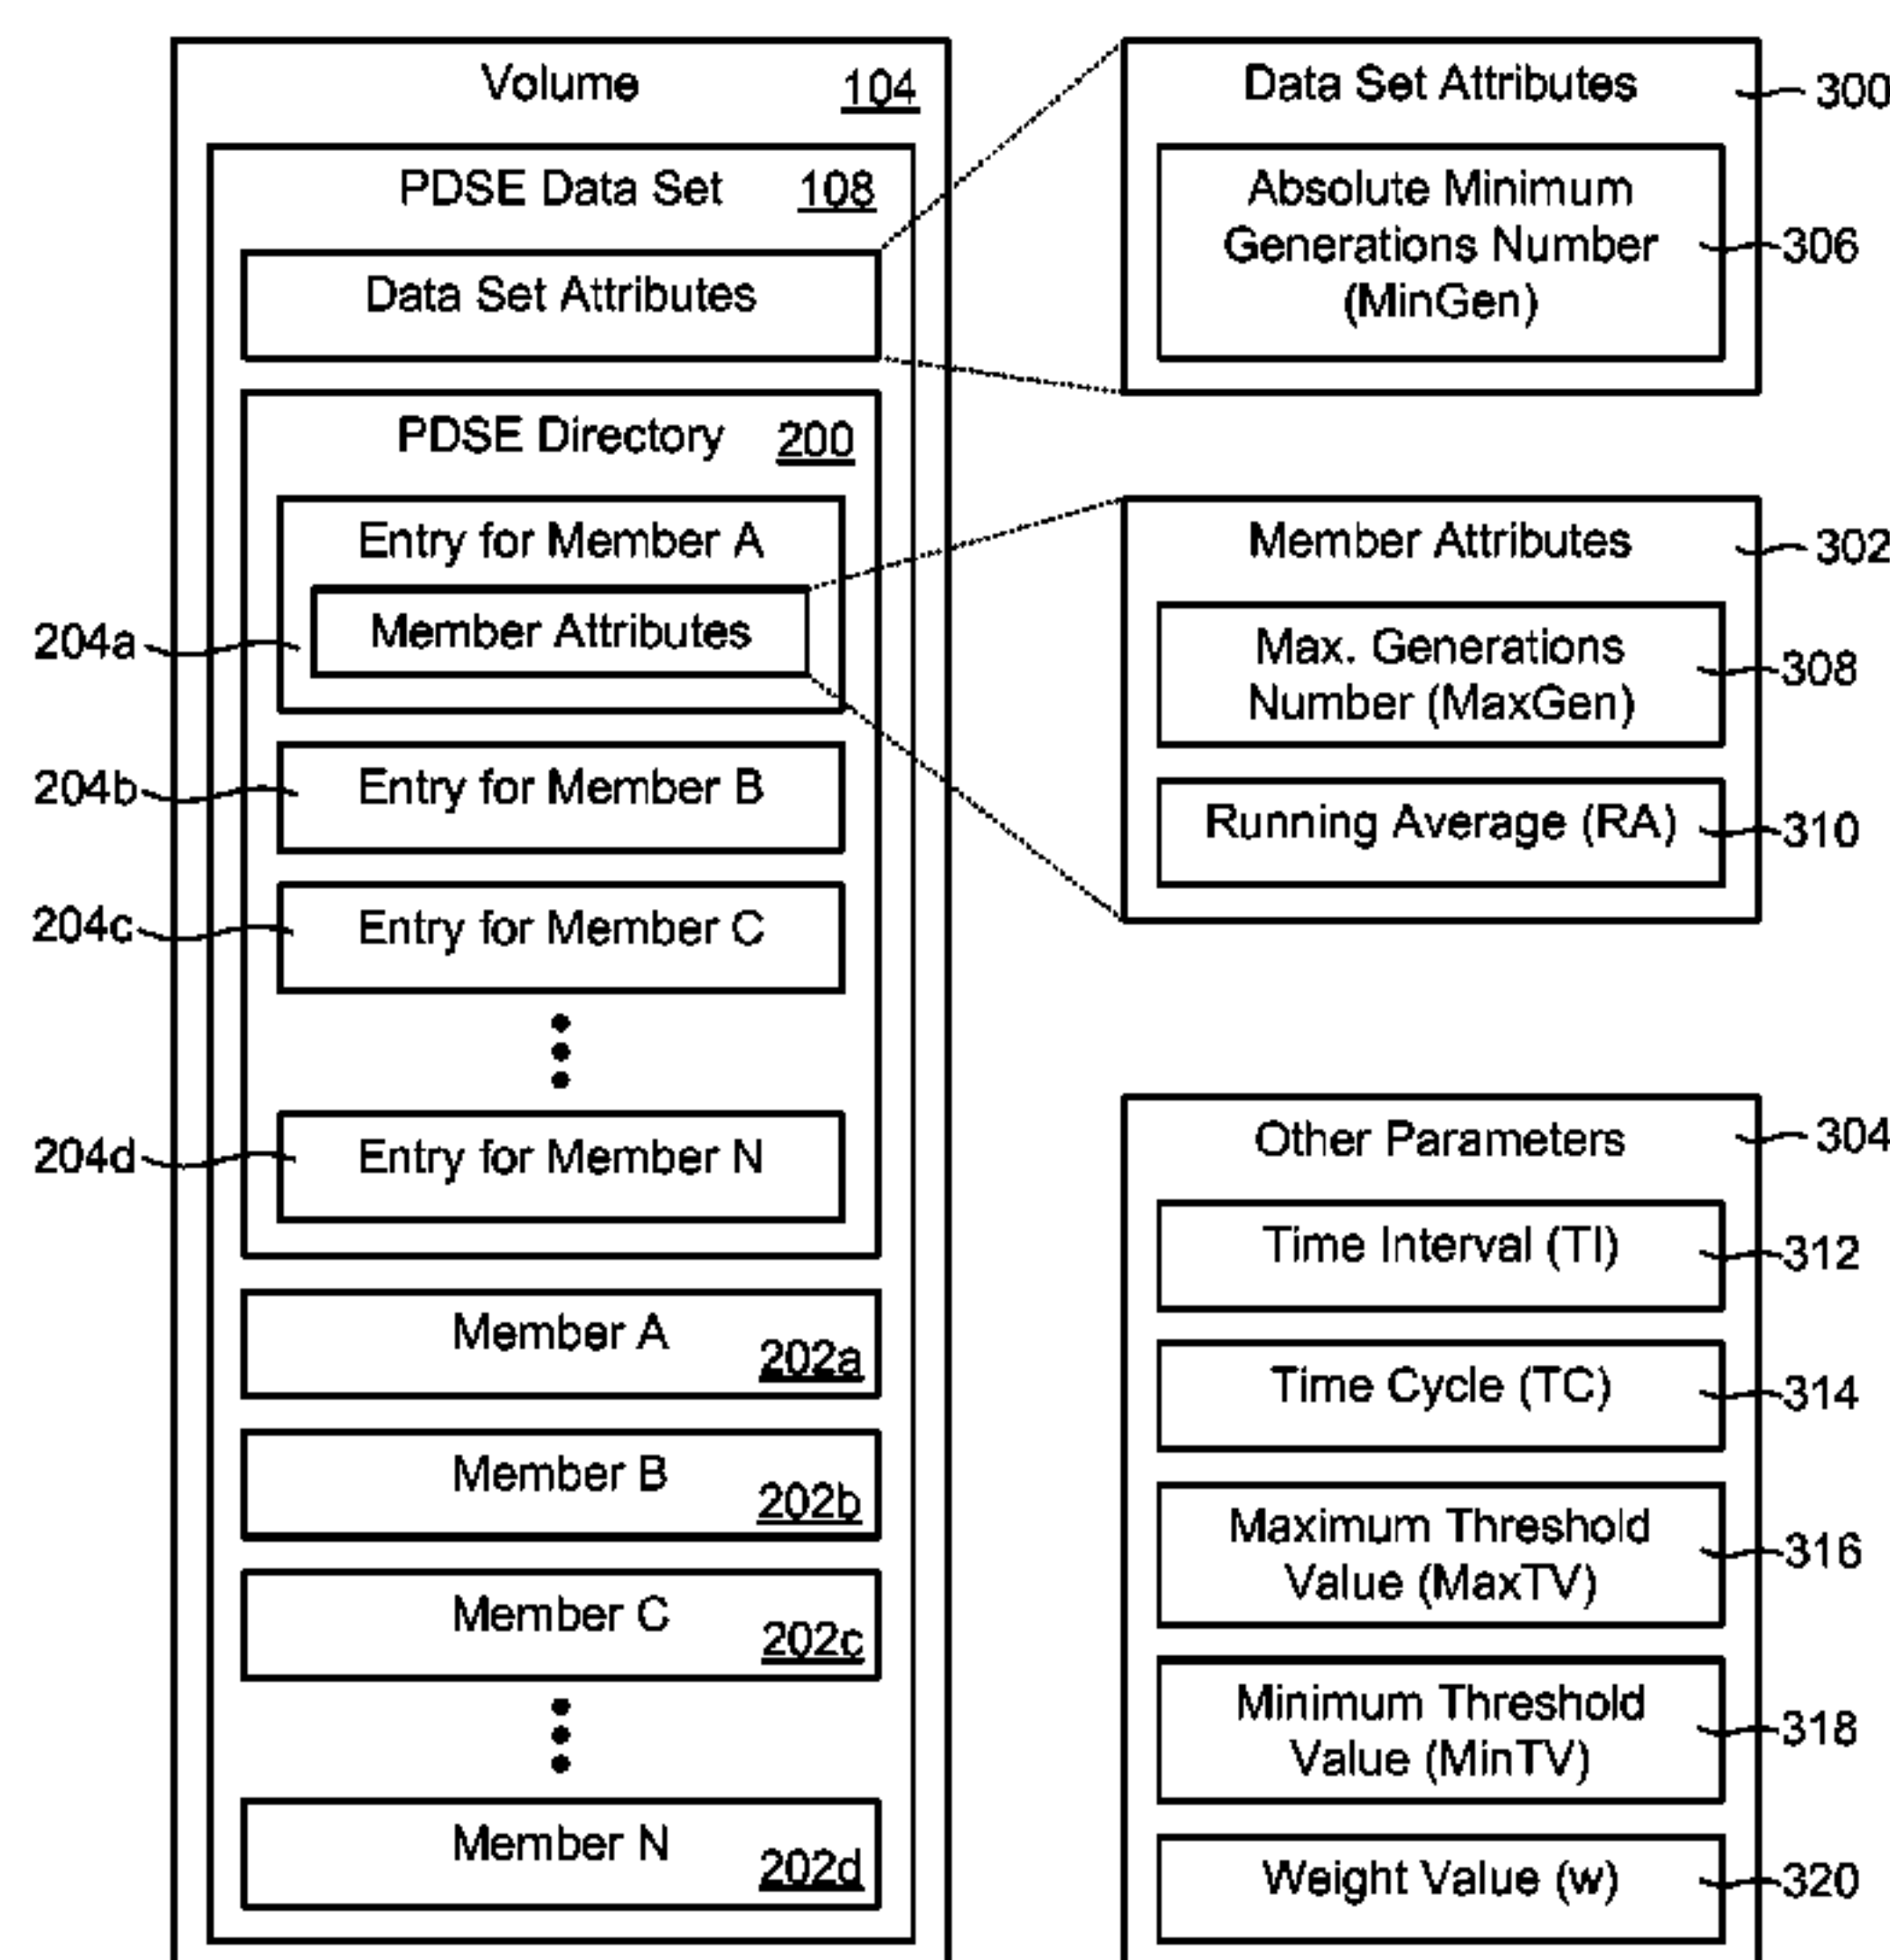 Volume 104
PDSE Data Set 108
Data Set Attributes
PDSE Directory 200
Entry for Member A
Member Attributes
204a
Entry for Member B
204b
Entry for Member C
204c
Entry for Member N
204d
Member A 202a
Member B 202b
Member C 202c
Member N 202d
Data Set Attributes 300
Absolute Minimum
Generations Number
(MinGen)
306
Member Attributes 302
Max. Generations
Number (MaxGen)
308
Running Average (RA) 310
Other Parameters 304
Time Interval (TI) 312
Time Cycle (TC) 314
Maximum Threshold
Value (MaxTV)
316
Minimum Threshold
Value (MinTV)
318
Weight Value (w) 320